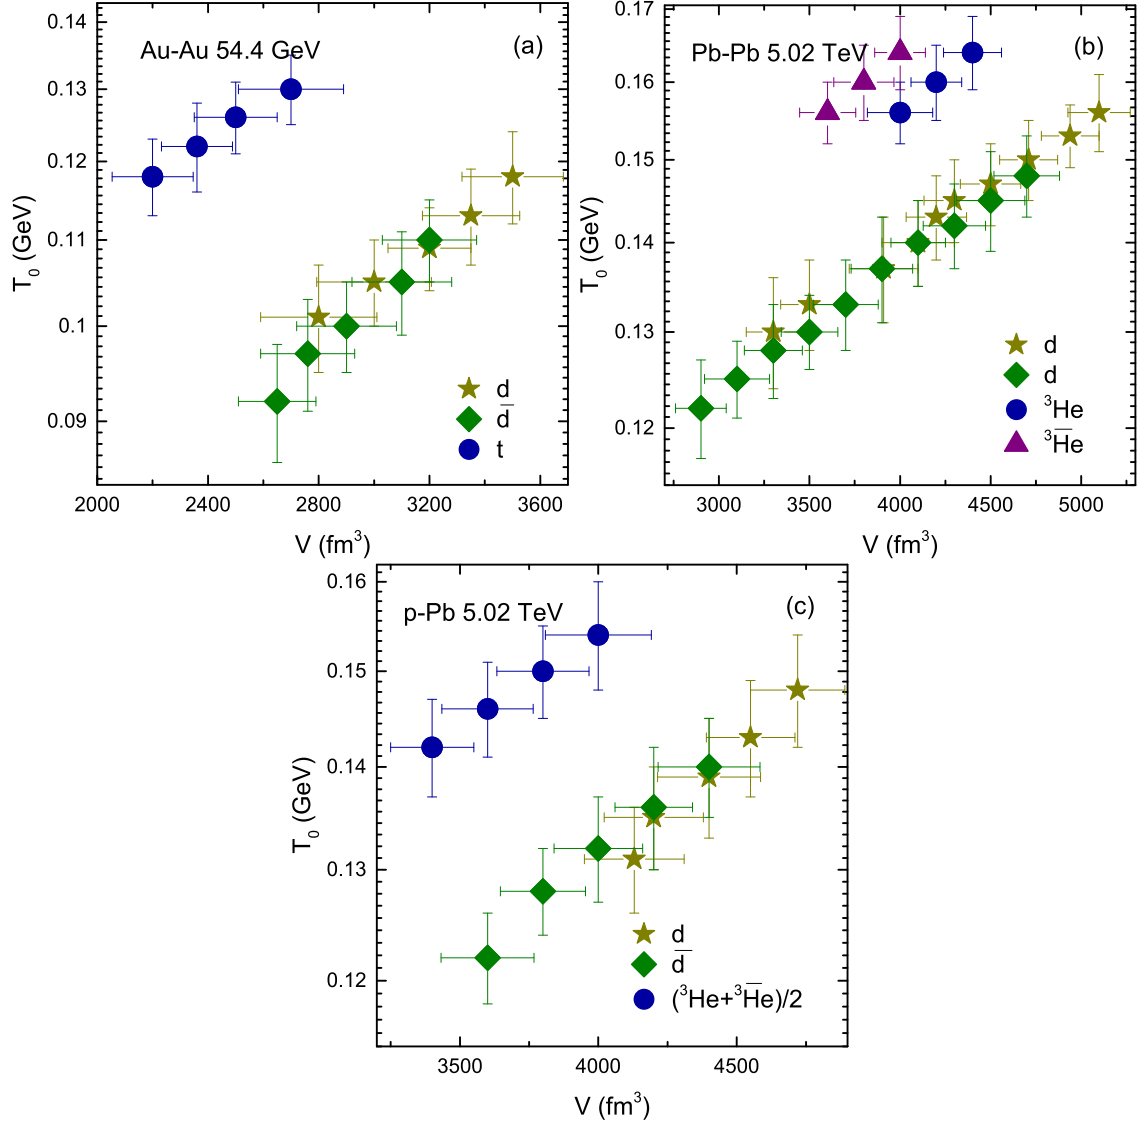 Au-Au 54.4 GeV
(a)
T₀ (GeV)
0.14
0.13
0.12
0.11
0.1
0.09
d
d̅
t
2000 2400 2800 3200 3600
V (fm³)
Pb-Pb 5.02 TeV
(b)
T₀ (GeV)
0.17
0.16
0.15
0.14
0.13
0.12
d
d
³He
³H̅e
3000 3500 4000 4500 5000
V (fm³)
p-Pb 5.02 TeV
(c)
T₀ (GeV)
0.16
0.15
0.14
0.13
0.12
d
d̅
(³He+³H̅e)/2
3500 4000 4500
V (fm³)